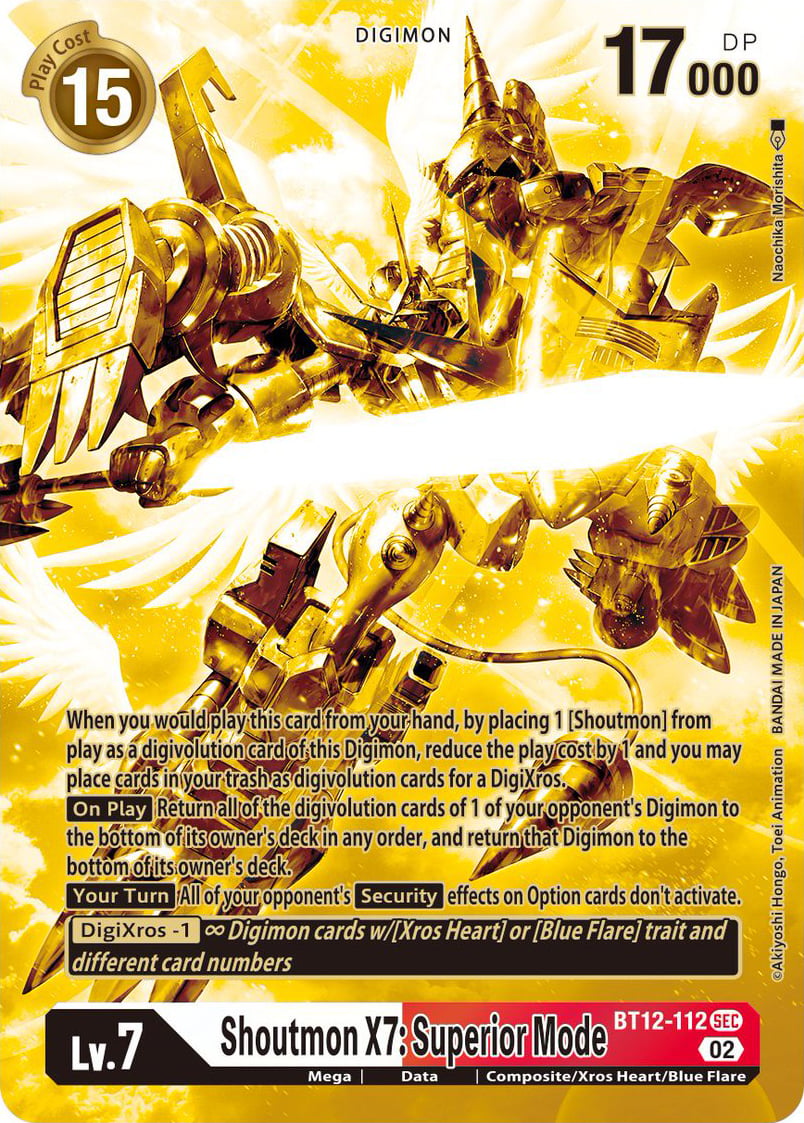 Play Cost
15
DIGIMON
17000
DP
Naochika Morishita
When you would play this card from your hand, by placing 1 [Shoutmon] from
play as a digivolution card of this Digimon, reduce the play cost by 1 and you may
place cards in your trash as digivolution cards for a DigiXros.
On Play Return all of the digivolution cards of 1 of your opponent's Digimon to
the bottom of its owner's deck in any order, and return that Digimon to the
bottom of its owner's deck.
Your Turn All of your opponent's Security effects on Option cards don't activate.
DigiXros -1 ∞ Digimon cards w/[Xros Heart] or [Blue Flare] trait and
different card numbers
©Akiyoshi Hongo, Toei Animation BANDAI MADE IN JAPAN
Lv.7
Shoutmon X7: Superior Mode
BT12-112 SEC
02
Mega | Data | Composite/Xros Heart/Blue Flare